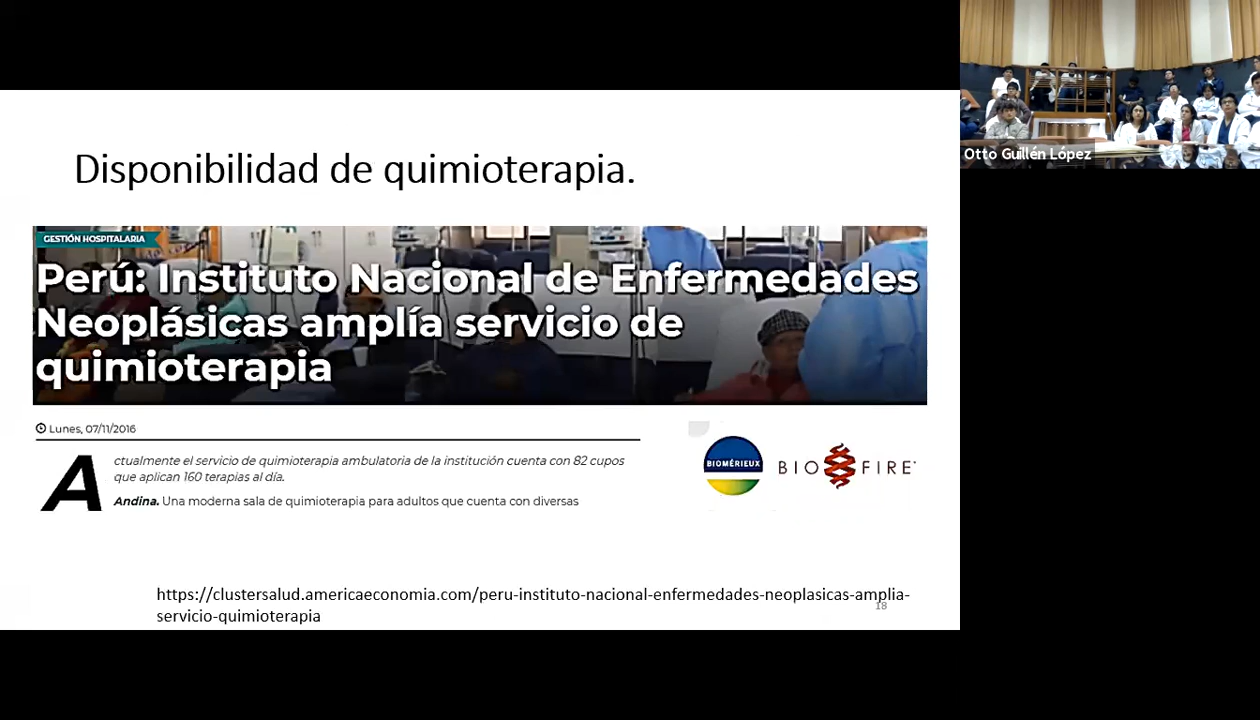 Disponibilidad de quimioterapia.
GESTIÓN HOSPITALARIA
Perú: Instituto Nacional de Enfermedades
Neoplásicas amplía servicio de
quimioterapia
Lunes, 07/11/2016
Actualmente el servicio de quimioterapia ambulatoria de la institución cuenta con 82 cupos
que aplican 160 terapias al día.
Andina. Una moderna sala de quimioterapia para adultos que cuenta con diversas
BIOMÉRIEUX
BIOFIRE
https://clustersalud.americaeconomia.com/peru-instituto-nacional-enfermedades-neoplasicas-amplia-
servicio-quimioterapia
18
Otto Guillén López